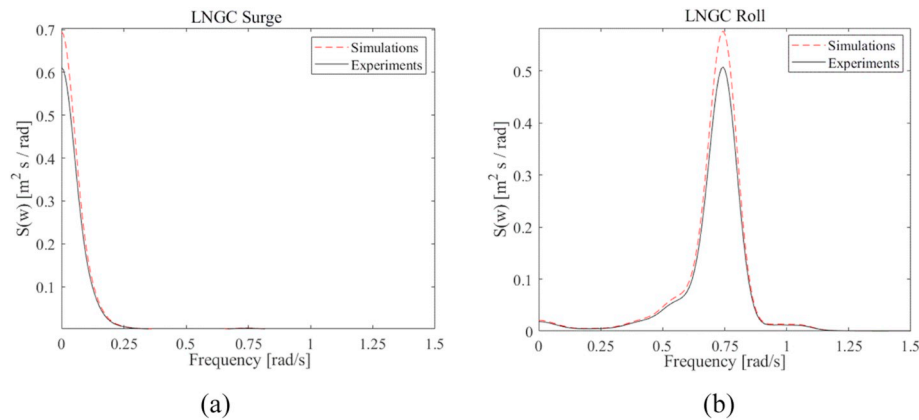 LNGC Surge
0.7
0.6
0.5
0.4
0.3
0.2
0.1
S(w) [m² s / rad]
Simulations
Experiments
0 0.25 0.5 0.75 1 1.25 1.5
Frequency [rad/s]
(a)
LNGC Roll
0.5
0.4
0.3
0.2
0.1
0
S(w) [m² s / rad]
Simulations
Experiments
0 0.25 0.5 0.75 1 1.25 1.5
Frequency [rad/s]
(b)